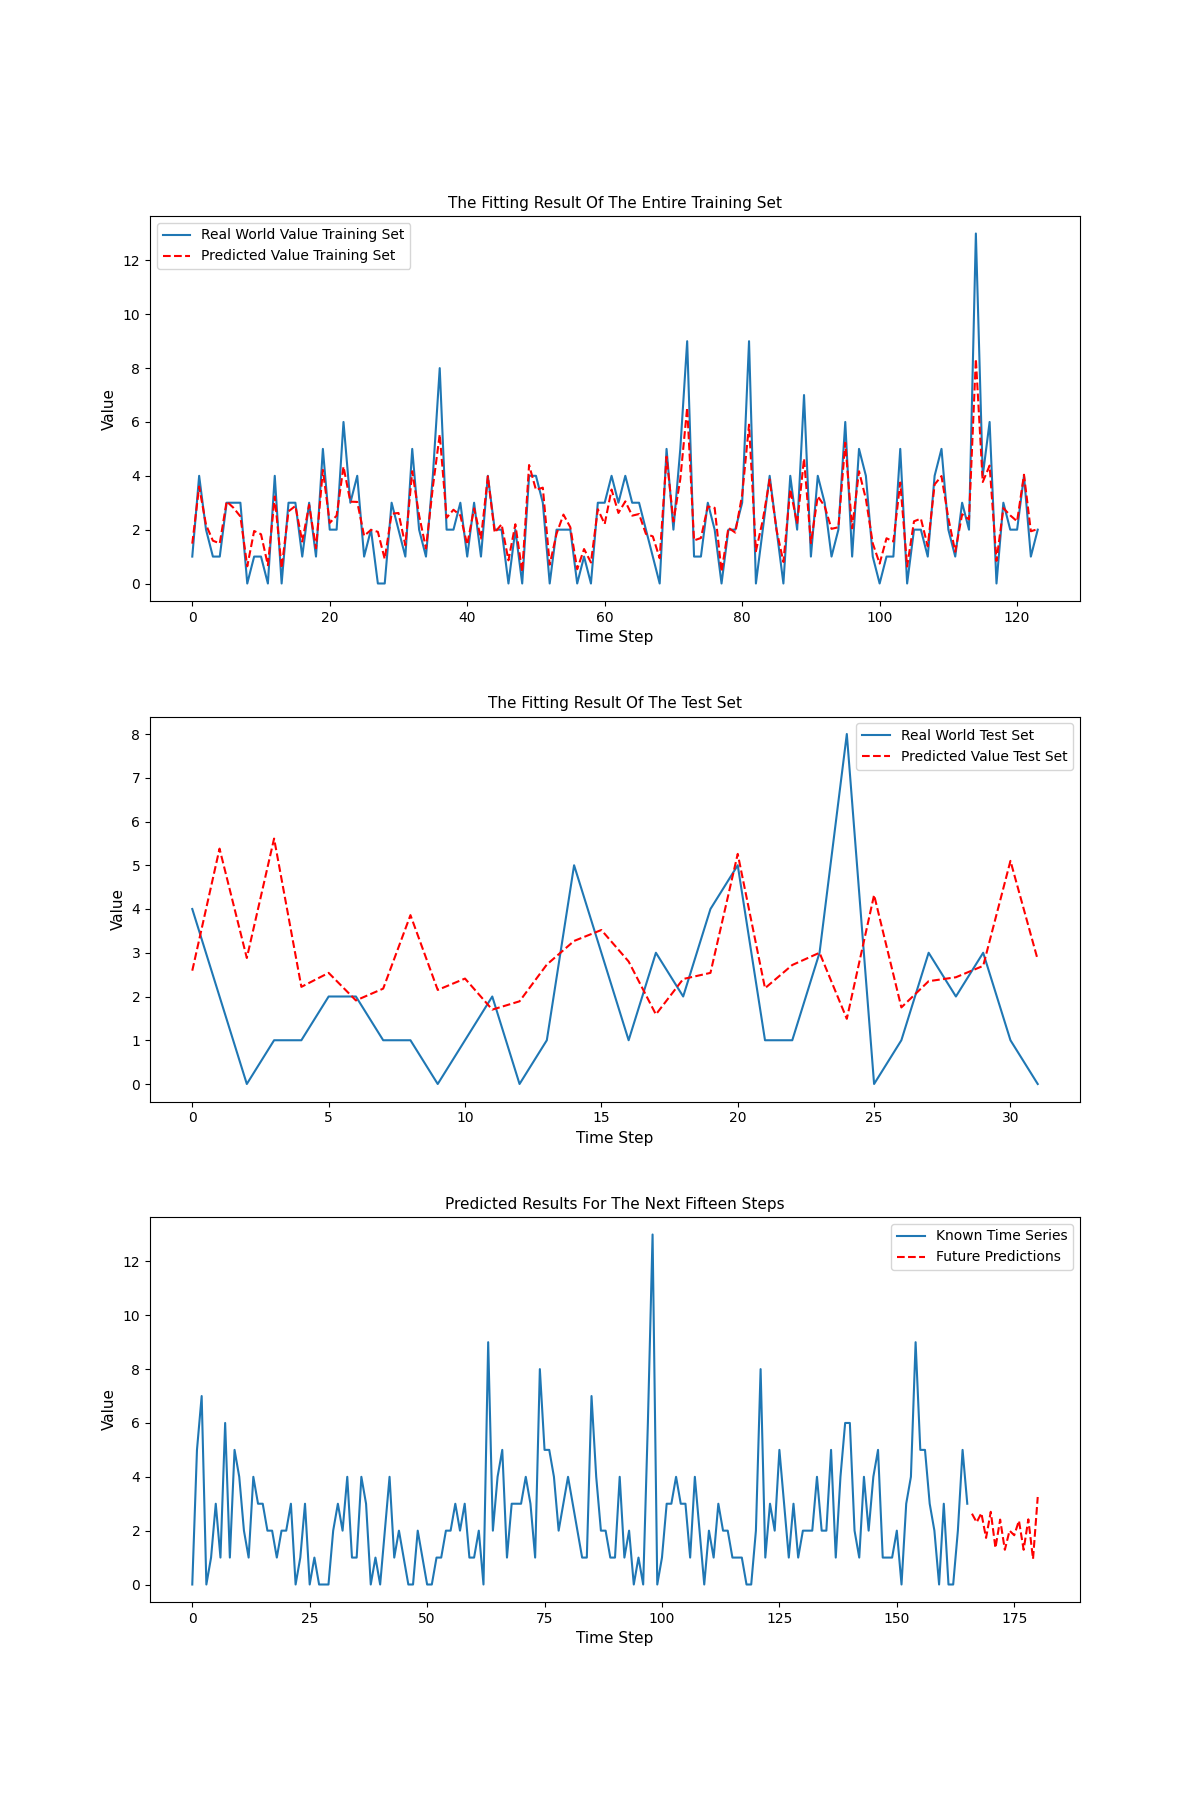 The Fitting Result Of The Entire Training Set
Real World Value Training Set
Predicted Value Training Set
Value
12
10
8
6
4
2
0
0 20 40 60 80 100 120
Time Step
The Fitting Result Of The Test Set
Real World Test Set
Predicted Value Test Set
Value
8
7
6
5
4
3
2
1
0
0 5 10 15 20 25 30
Time Step
Predicted Results For The Next Fifteen Steps
Known Time Series
Future Predictions
Value
12
10
8
6
4
2
0
0 25 50 75 100 125 150 175
Time Step